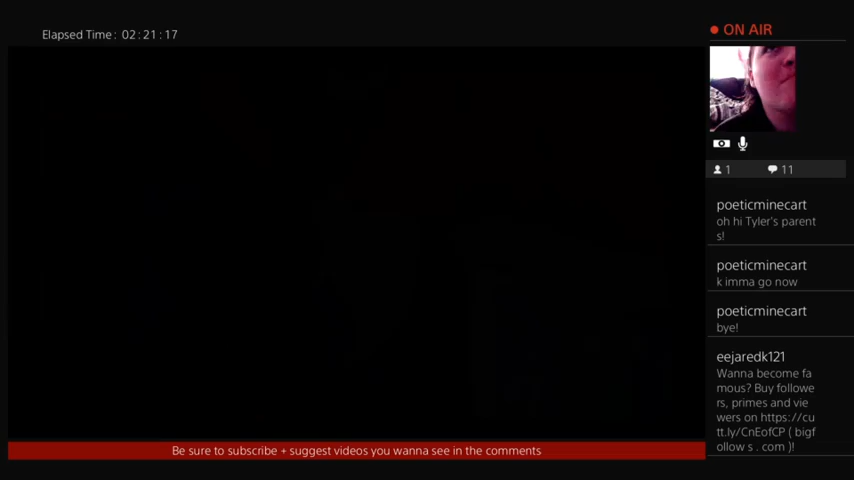 Elapsed Time: 02:21:17
ON AIR
1
11
poeticminecart
oh hi Tyler's parent
s!
poeticminecart
k imma go now
poeticminecart
bye!
eejaredk121
Wanna become fa
mous? Buy followe
rs, primes and vie
wers on https://cu
tt.ly/CnEofCP ( bigf
ollow s . com )!
Be sure to subscribe + suggest videos you wanna see in the comments